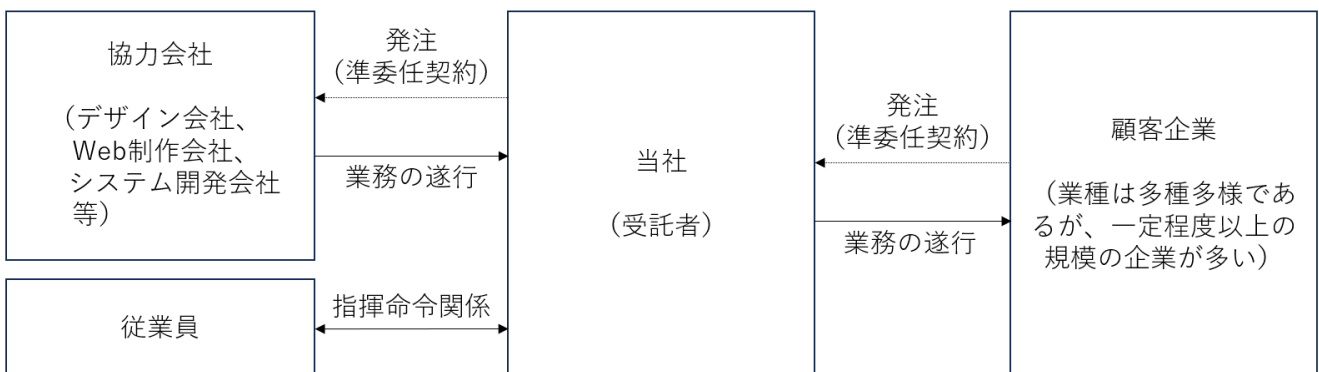 協力会社
（デザイン会社、
Web制作会社、
システム開発会社
等）
発注
（準委任契約）
業務の遂行
従業員
指揮命令関係
当社
（受託者）
発注
（準委任契約）
業務の遂行
顧客企業
（業種は多種多様であ
るが、一定程度以上の
規模の企業が多い）